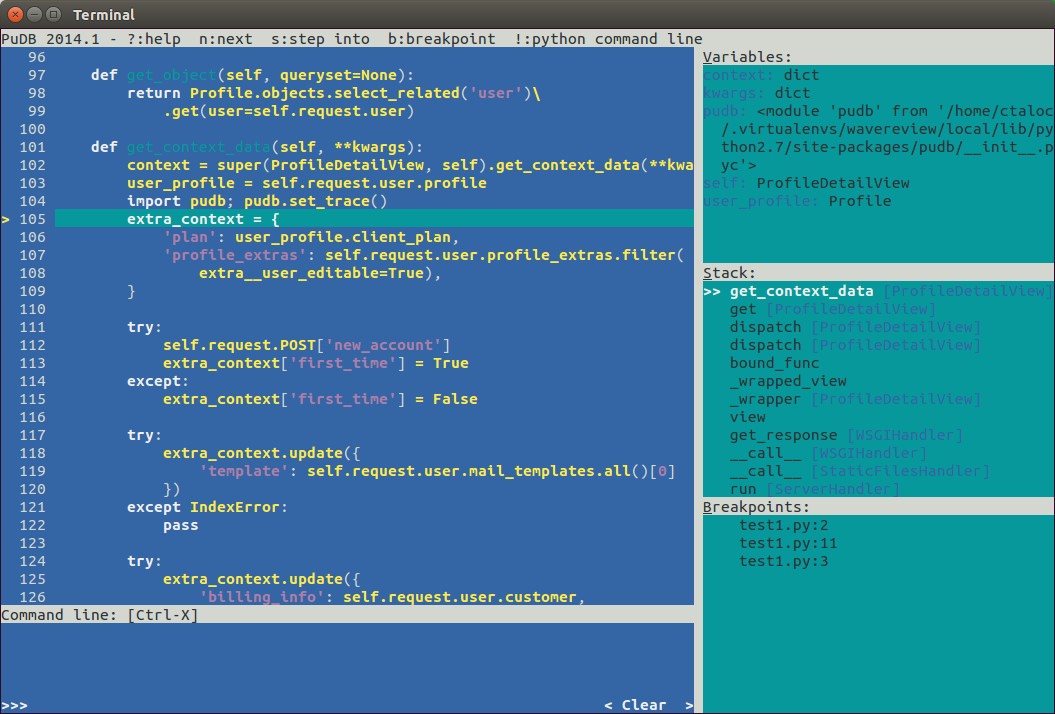 Terminal
PuDB 2014.1 - ?:help  n:next  s:step into  b:breakpoint  !:python command line
96
97     def get_object(self, queryset=None):
98         return Profile.objects.select_related('user')\
99             .get(user=self.request.user)
100
101     def get_context_data(self, **kwargs):
102         context = super(ProfileDetailView, self).get_context_data(**kwa
103         user_profile = self.request.user.profile
104         import pudb; pudb.set_trace()
> 105         extra_context = {
106             'plan': user_profile.client_plan,
107             'profile_extras': self.request.user.profile_extras.filter(
108                 extra__user_editable=True),
109         }
110
111         try:
112             self.request.POST['new_account']
113             extra_context['first_time'] = True
114         except:
115             extra_context['first_time'] = False
116
117         try:
118             extra_context.update({
119                 'template': self.request.user.mail_templates.all()[0]
120             })
121         except IndexError:
122             pass
123
124         try:
125             extra_context.update({
126                 'billing_info': self.request.user.customer,
Command line: [Ctrl-X]
>>>
< Clear  >
Variables:
context: dict
kwargs: dict
pudb: <module 'pudb' from '/home/ctaloc
/.virtualenvs/wavereview/local/lib/py
thon2.7/site-packages/pudb/__init__.p
yc'>
self: ProfileDetailView
user_profile: Profile
Stack:
>> get_context_data [ProfileDetailView]
get [ProfileDetailView]
dispatch [ProfileDetailView]
dispatch [ProfileDetailView]
bound_func
_wrapped_view
_wrapper [ProfileDetailView]
view
get_response [WSGIHandler]
__call__ [WSGIHandler]
__call__ [StaticFilesHandler]
run [ServerHandler]
Breakpoints:
test1.py:2
test1.py:11
test1.py:3